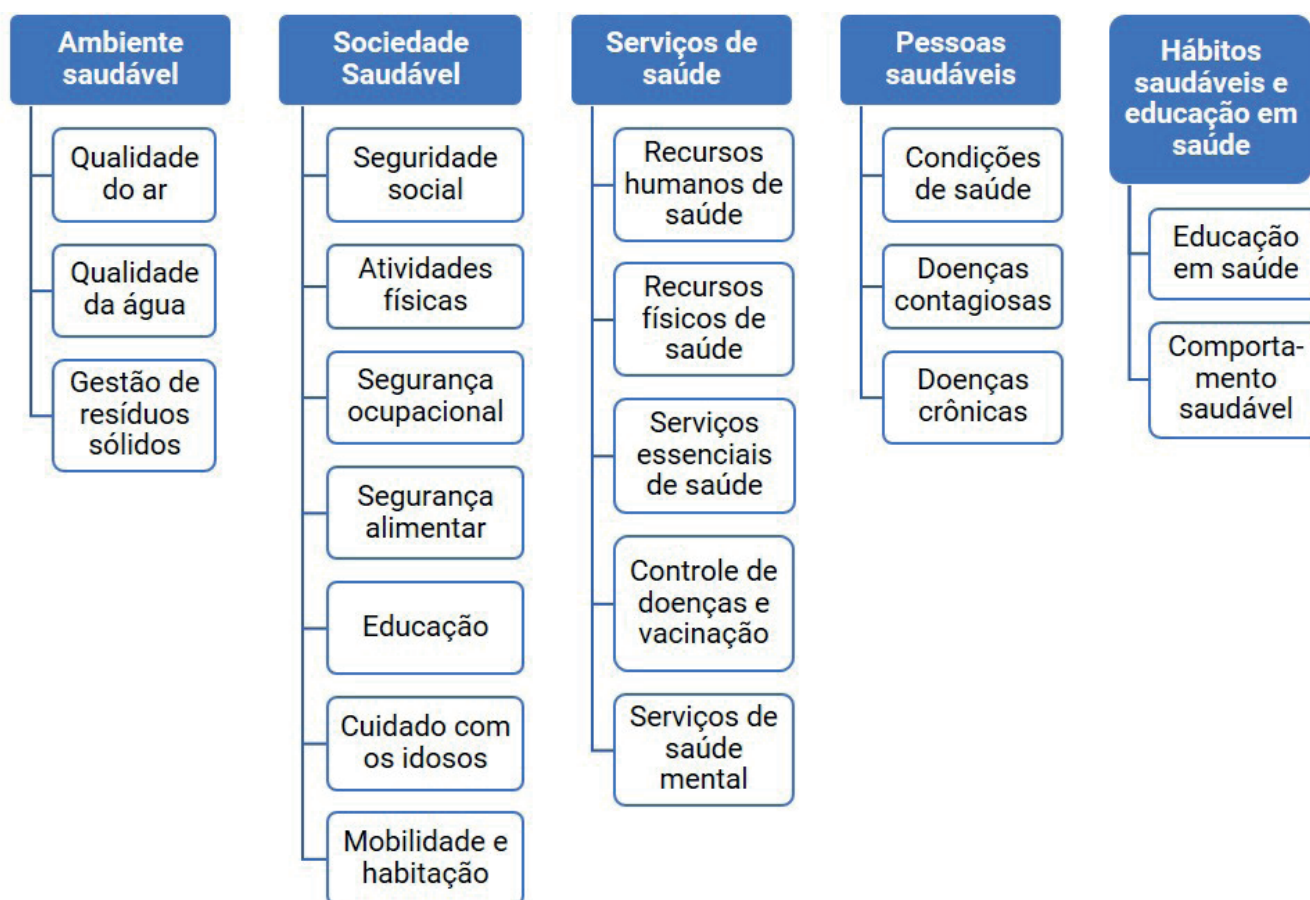 Ambiente
saudável
Qualidade
do ar
Qualidade
da água
Gestão de
resíduos
sólidos
Sociedade
Saudável
Seguridade
social
Atividades
físicas
Segurança
ocupacional
Segurança
alimentar
Educação
Cuidado com
os idosos
Mobilidade e
habitação
Serviços de
saúde
Recursos
humanos de
saúde
Recursos
físicos de
saúde
Serviços
essenciais
de saúde
Controle de
doenças e
vacinação
Serviços de
saúde
mental
Pessoas
saudáveis
Condições
de saúde
Doenças
contagiosas
Doenças
crônicas
Hábitos
saudáveis e
educação em
saúde
Educação
em saúde
Comporta-
mento
saudável